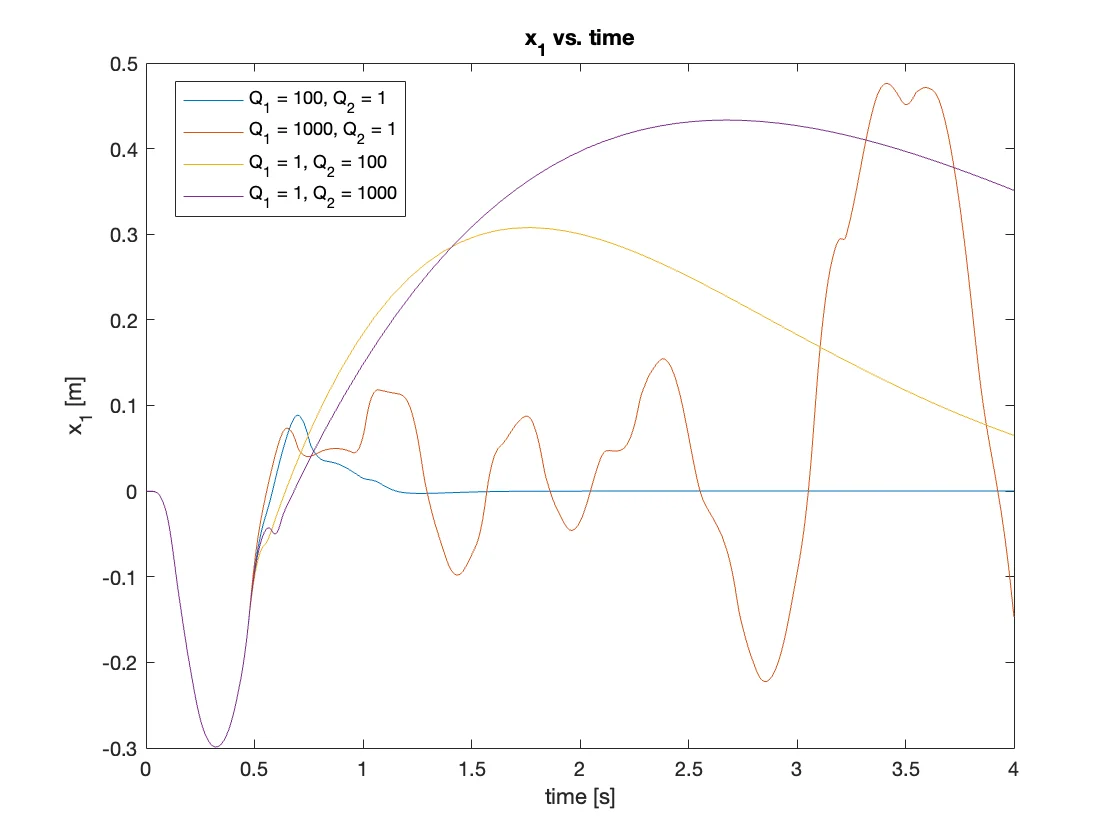 x₁ vs. time
0.5
0.4
0.3
0.2
0.1
0
-0.1
-0.2
-0.3
x₁ [m]
Q₁ = 100, Q₂ = 1
Q₁ = 1000, Q₂ = 1
Q₁ = 1, Q₂ = 100
Q₁ = 1, Q₂ = 1000
0 0.5 1 1.5 2 2.5 3 3.5 4
time [s]